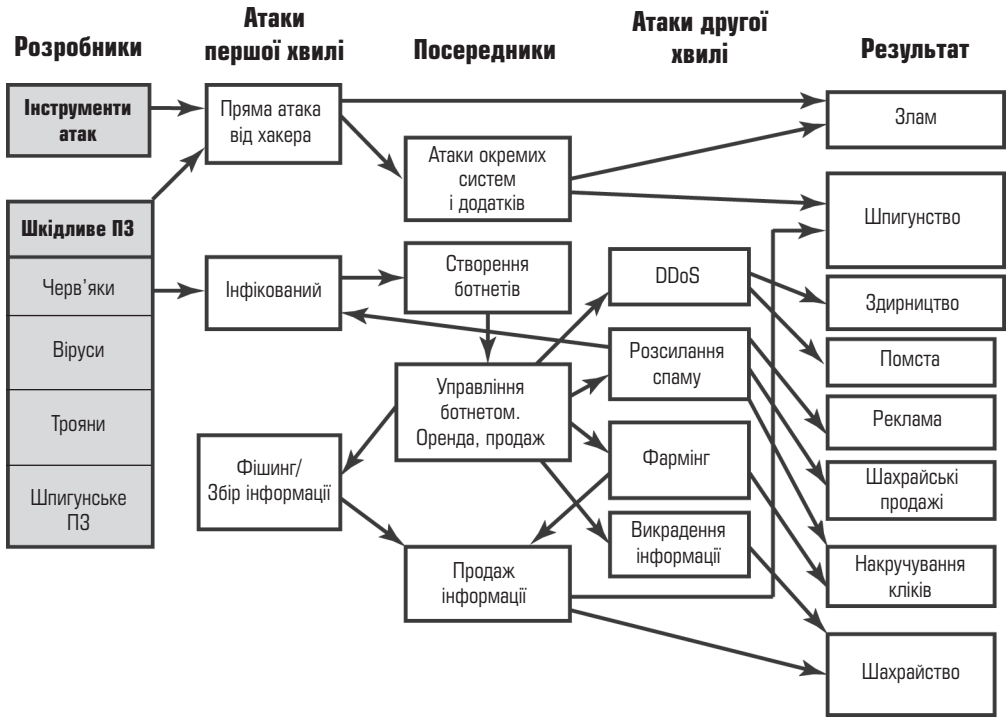 Розробники
Атаки
першої хвилі
Посередники
Атаки другої
хвилі
Результат
Інструменти
атак
Шкідливе ПЗ
Черв’яки
Віруси
Трояни
Шпигунське
ПЗ
Пряма атака
від хакера
Інфікований
Фішинг/
Збір інформації
Атаки окремих
систем
і додатків
Створення
ботнетів
Управління
ботнетом.
Оренда, продаж
Продаж
інформації
DDoS
Розсилання
спаму
Фармінг
Викрадення
інформації
Злам
Шпигунство
Здирництво
Помста
Реклама
Шахрайські
продажі
Накручування
кліків
Шахрайство